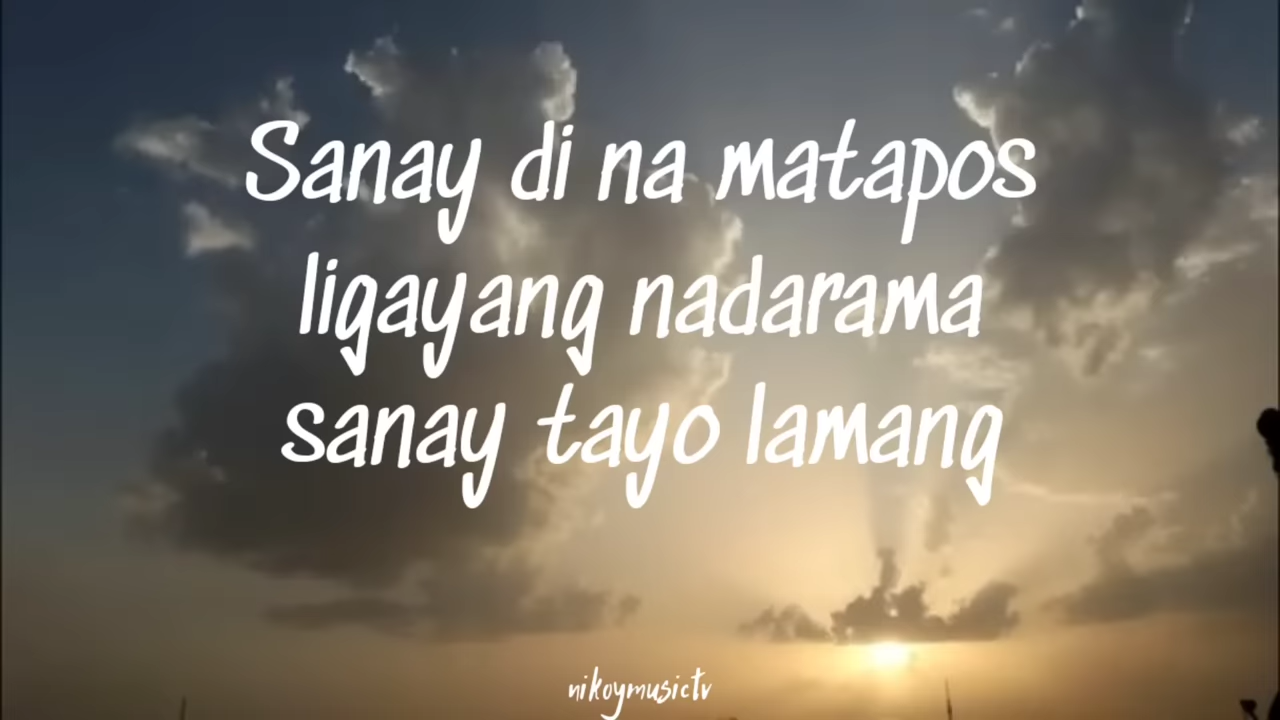 Sanay di na matapos
ligayang nadarama
sanay tayo lamang
nikoymusictv